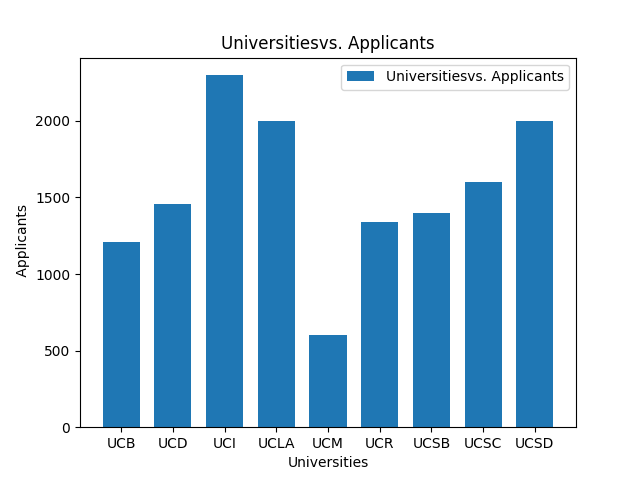 Universitiesvs. Applicants
Universitiesvs. Applicants
2000
1500
1000
500
0
Applicants
UCB UCD UCI UCLA UCM UCR UCSB UCSC UCSD
Universities